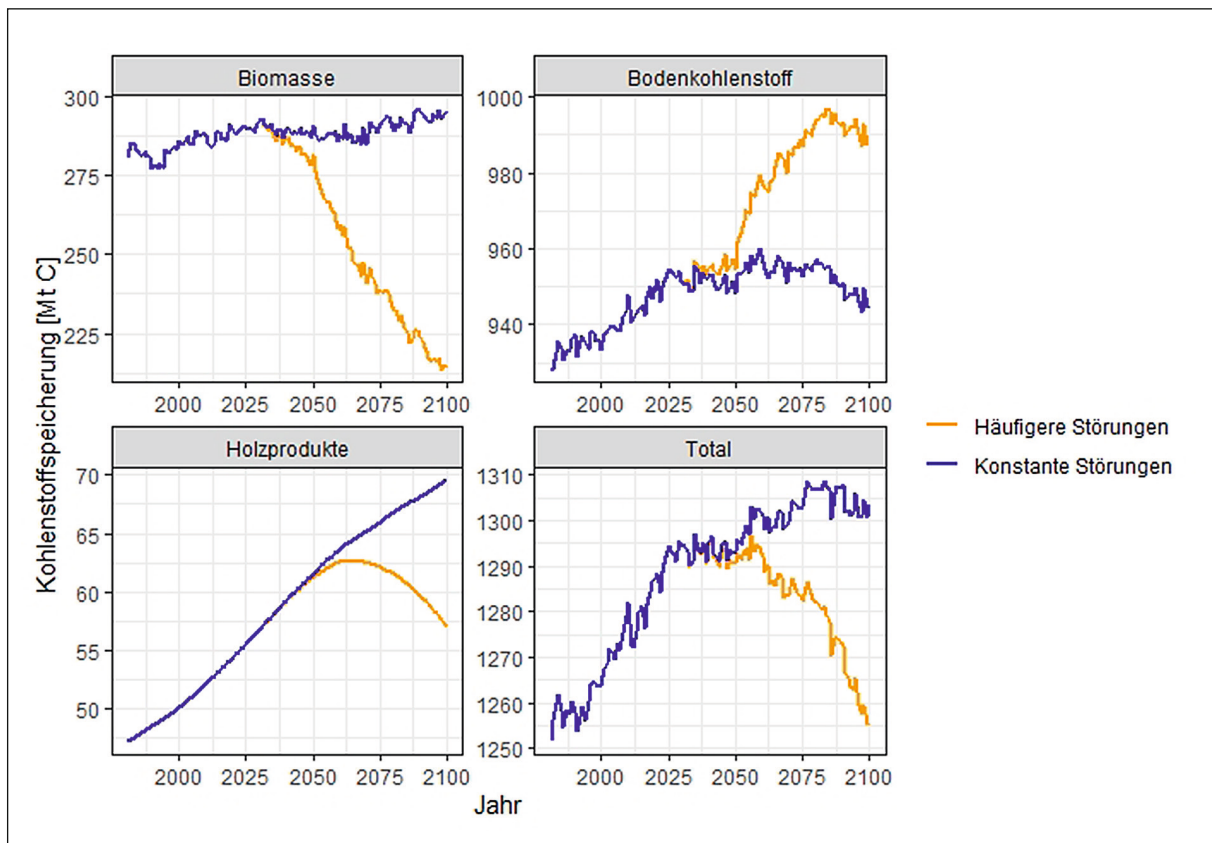 Kohlenstoffspeicherung [Mt C]
Biomasse
300
275
250
225
2000 2025 2050 2075 2100
Bodenkohlenstoff
1000
980
960
940
2000 2025 2050 2075 2100
Holzprodukte
70
65
60
55
50
2000 2025 2050 2075 2100
Total
1310
1300
1290
1280
1270
1260
1250
2000 2025 2050 2075 2100
Jahr
Häufigere Störungen
Konstante Störungen